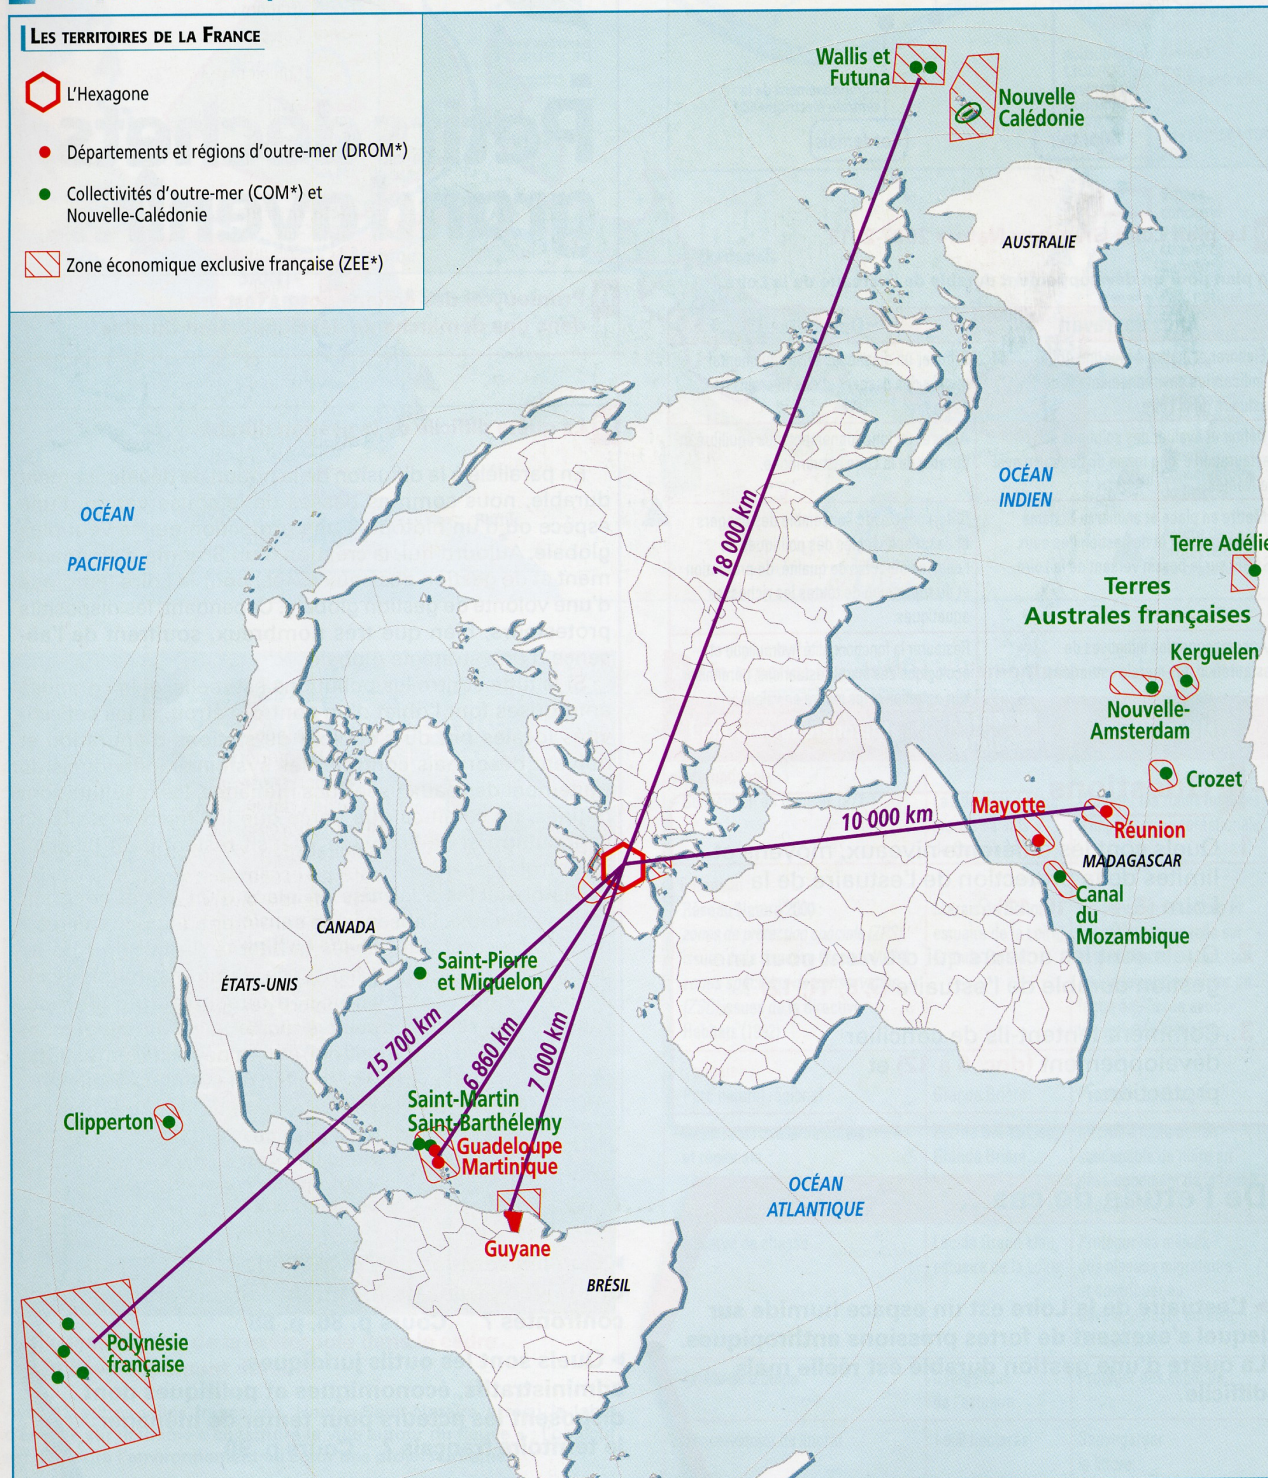 LES TERRITOIRES DE LA FRANCE
L'Hexagone
Départements et régions d'outre-mer (DROM*)
Collectivités d'outre-mer (COM*) et
Nouvelle-Calédonie
Zone économique exclusive française (ZEE*)
Wallis et
Futuna
Nouvelle
Calédonie
AUSTRALIE
OCÉAN
INDIEN
OCÉAN
PACIFIQUE
18 000 km
Terre Adélie
Terres
Australes françaises
Kerguelen
Nouvelle-
Amsterdam
Crozet
Mayotte
Réunion
10 000 km
MADAGASCAR
Canal
du
Mozambique
CANADA
ÉTATS-UNIS
Saint-Pierre
et Miquelon
15 700 km
6 860 km
7 000 km
Saint-Martin
Saint-Barthélemy
Guadeloupe
Martinique
Clipperton
OCÉAN
ATLANTIQUE
Guyane
BRÉSIL
Polynésie
française